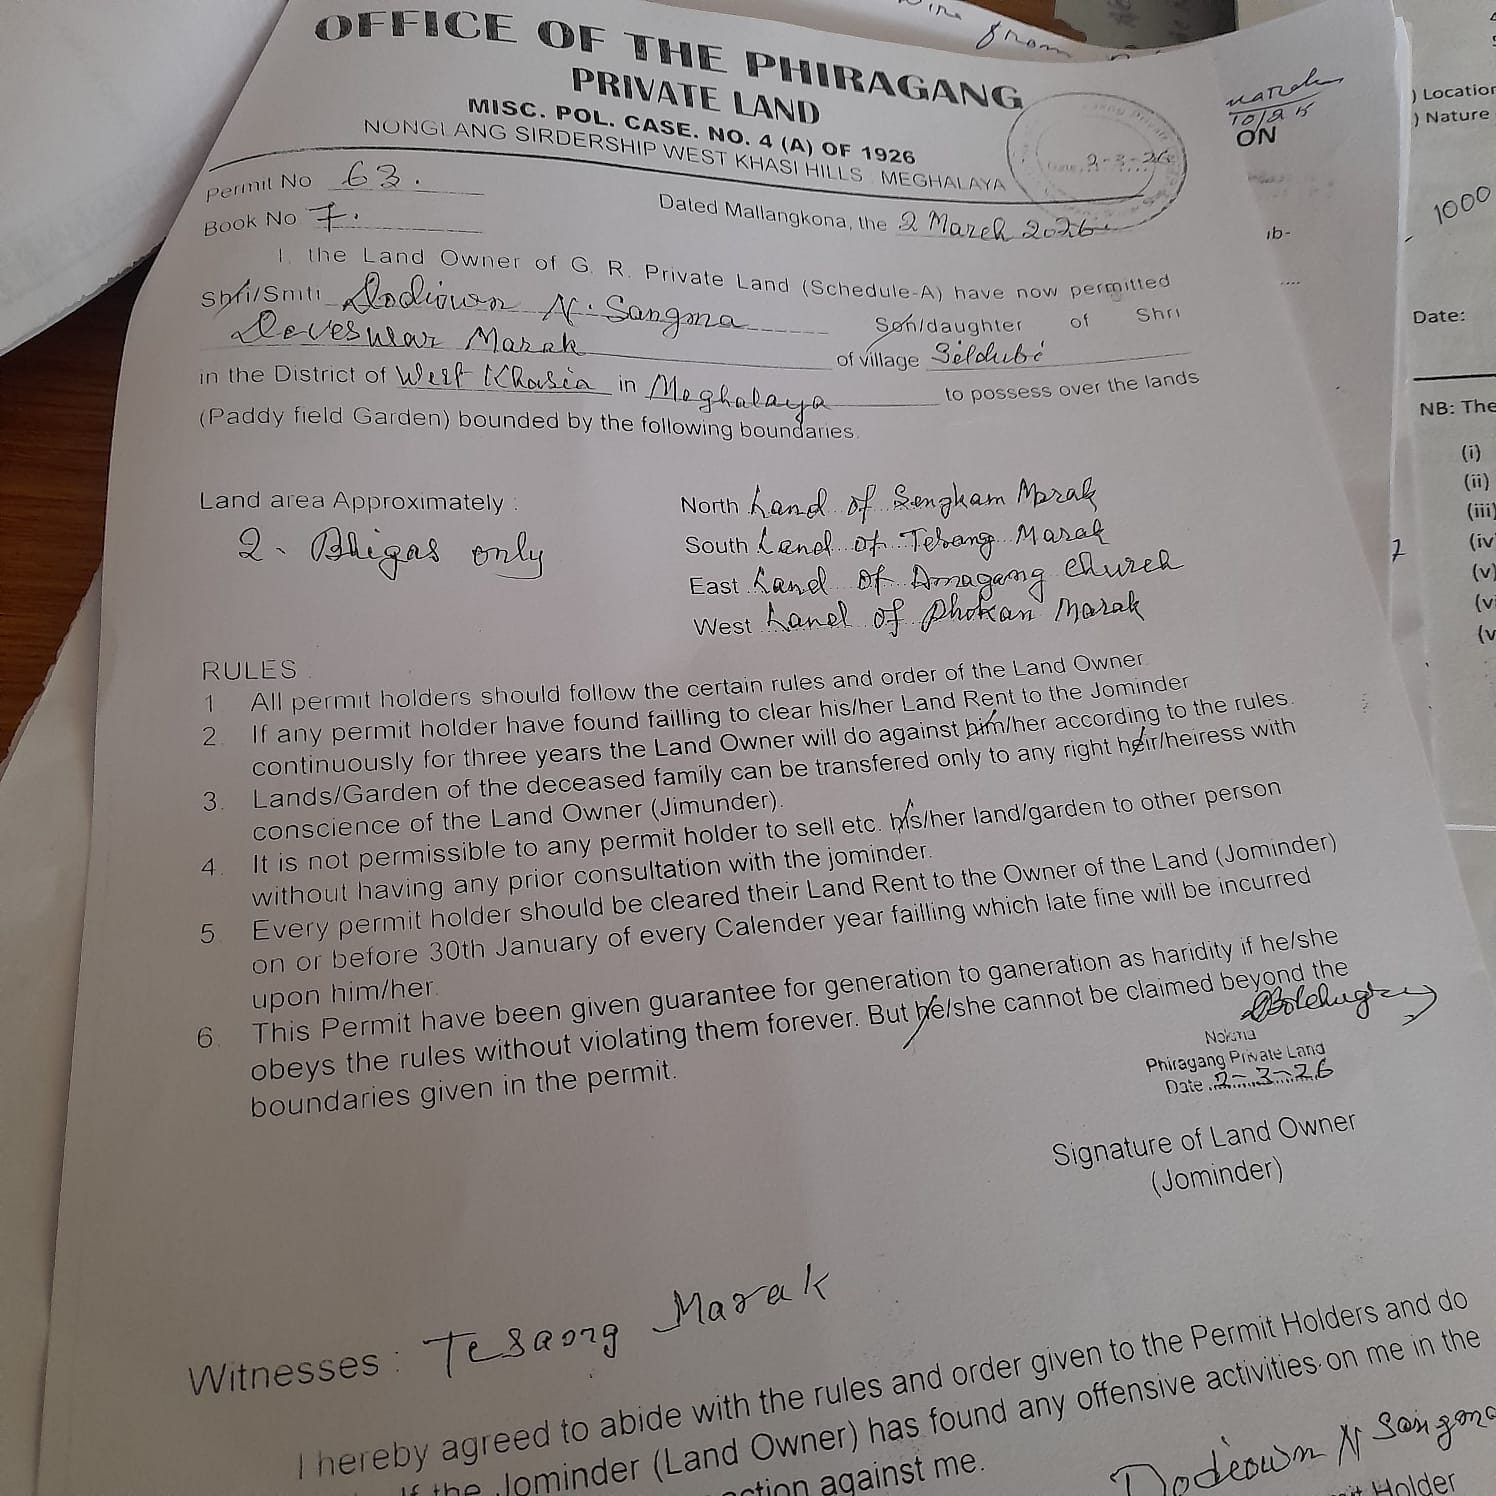 OFFICE OF THE PHIRAGANG
PRIVATE LAND
MISC. POL. CASE. NO. 4 (A) OF 1926
NONGLANG SIRDERSHIP WEST KHASI HILLS MEGHALAYA
2-3-26
Permit No 63.
Book No 7.
Dated Mallangkona, the 2 March 2026
I, the Land Owner of G. R. Private Land (Schedule-A) have now permitted
Shri/Smti Dodiown N. Sangma Son/daughter of Shri
Deveswar Marak of village Sildubi
in the District of West Khasia in Meghalaya to possess over the lands
(Paddy field Garden) bounded by the following boundaries.
Land area Approximately :
2. Bhigas only
North Land of Sengkam Marak
South Land of Tesang Marak
East Land of Amagang Church
West Land of Phokan Marak
RULES
1 All permit holders should follow the certain rules and order of the Land Owner
2. If any permit holder have found failling to clear his/her Land Rent to the Jominder
continuously for three years the Land Owner will do against him/her according to the rules.
3. Lands/Garden of the deceased family can be transfered only to any right heir/heiress with
conscience of the Land Owner (Jimunder).
4. It is not permissible to any permit holder to sell etc. his/her land/garden to other person
without having any prior consultation with the jominder.
5 Every permit holder should be cleared their Land Rent to the Owner of the Land (Jominder)
on or before 30th January of every Calender year failling which late fine will be incurred
upon him/her.
6. This Permit have been given guarantee for generation to ganeration as haridity if he/she
obeys the rules without violating them forever. But he/she cannot be claimed beyond the
boundaries given in the permit.
Nokma
Phiragang Private Land
Date 2-3-26
Signature of Land Owner
(Jominder)
Witnesses : Tesaong Marak
I hereby agreed to abide with the rules and order given to the Permit Holders and do
If the Jominder (Land Owner) has found any offensive activities on me in the
against me.
Dodiown N Sangma
Holder
from
10/2/25
ON
1000
) Location
) Nature
Date:
NB: The
(i)
(ii)
(iii)
(iv
(v)